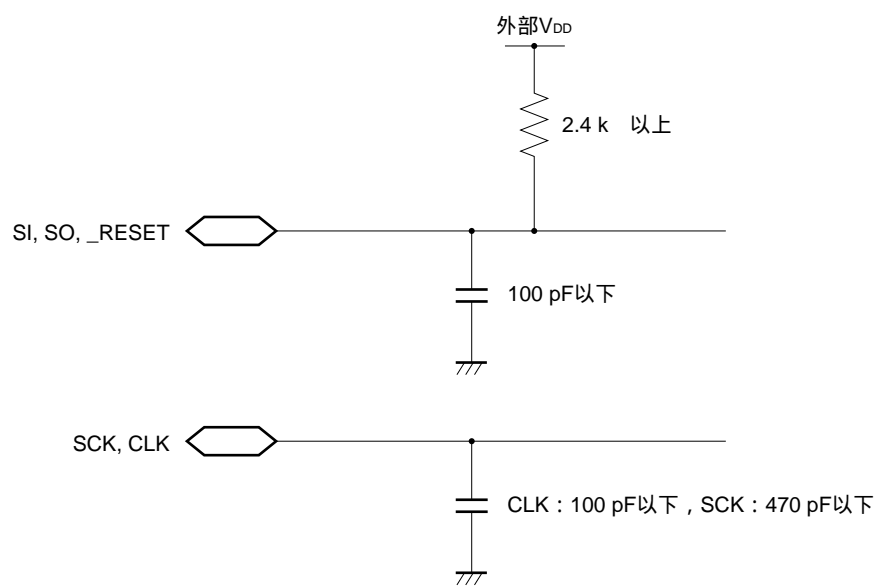 外部VDD
2.4 k　以上
SI, SO, _RESET
100 pF以下
SCK, CLK
CLK：100 pF以下，SCK：470 pF以下